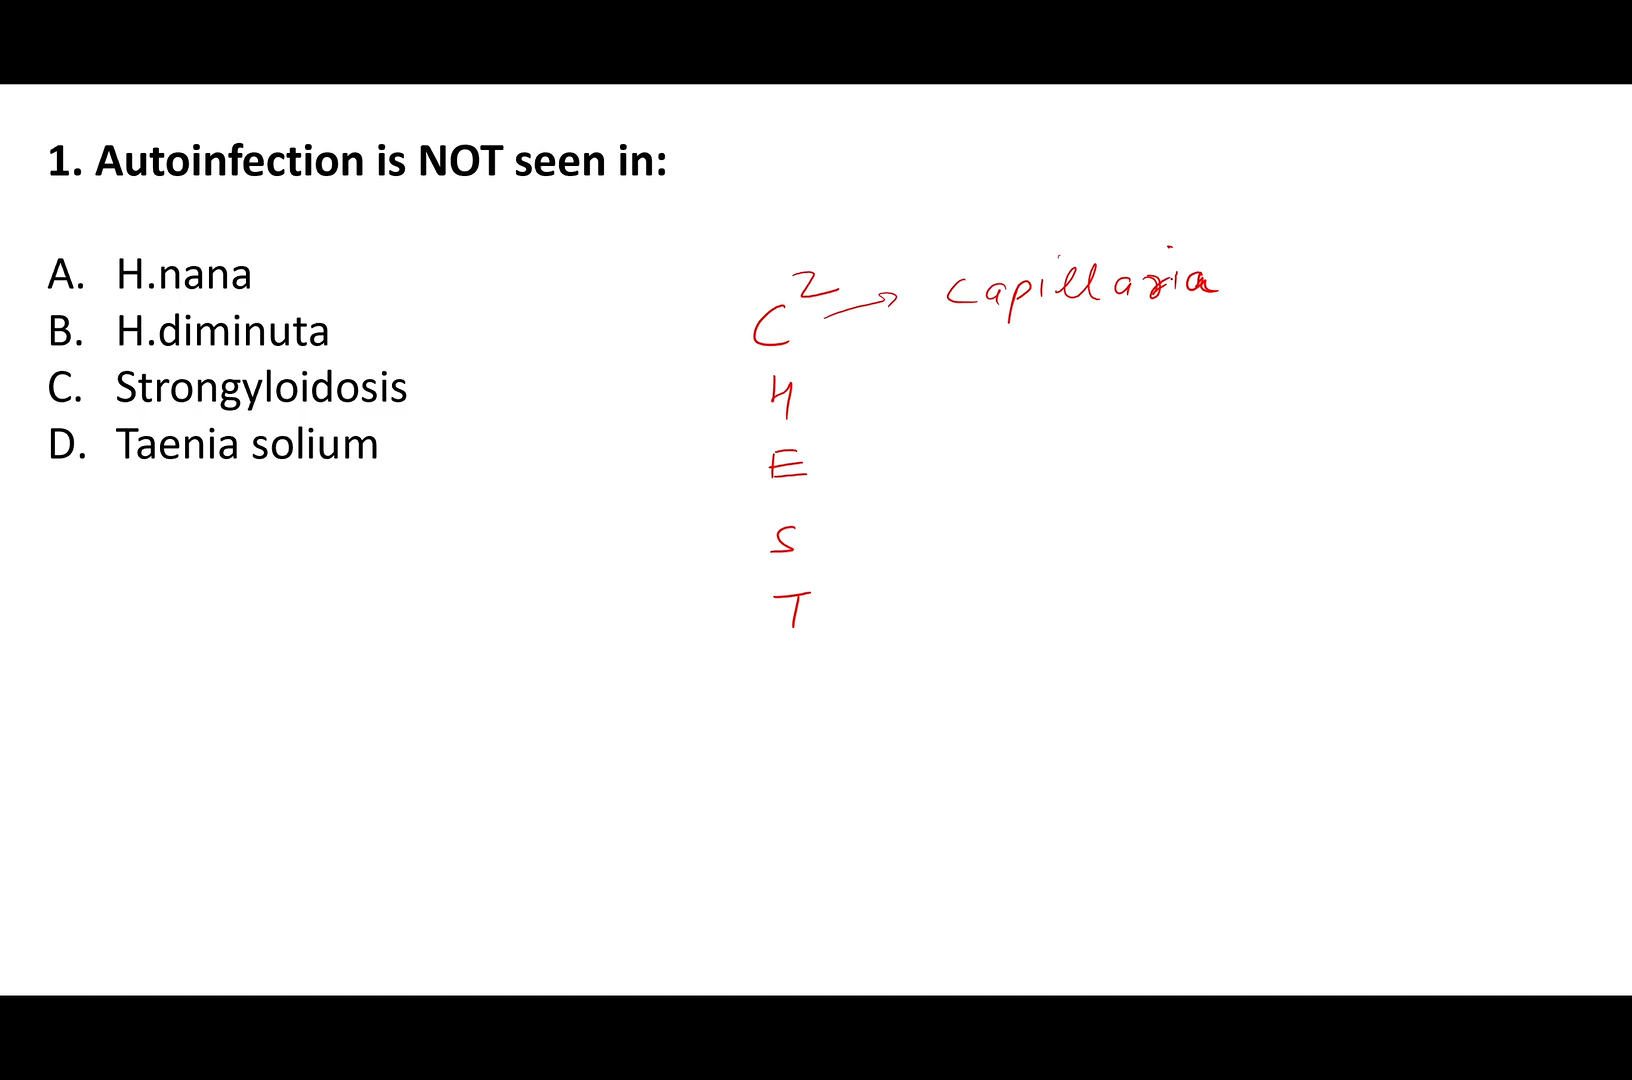 1. Autoinfection is NOT seen in:
A. H.nana
B. H.diminuta
C. Strongyloidosis
D. Taenia solium
C² → Capillaria
H
E
S
T